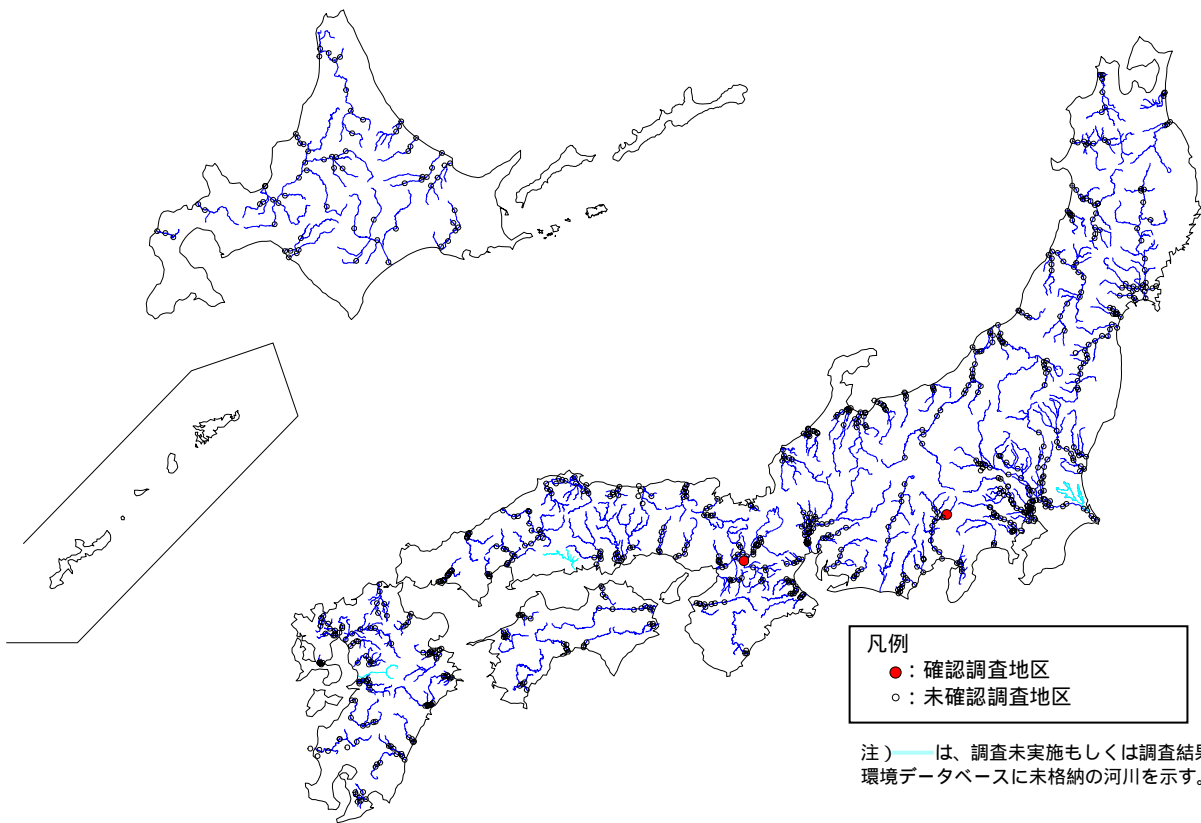 凡例
●：確認調査地区
○：未確認調査地区
注）━━は、調査未実施もしくは調査結果
環境データベースに未格納の河川を示す。